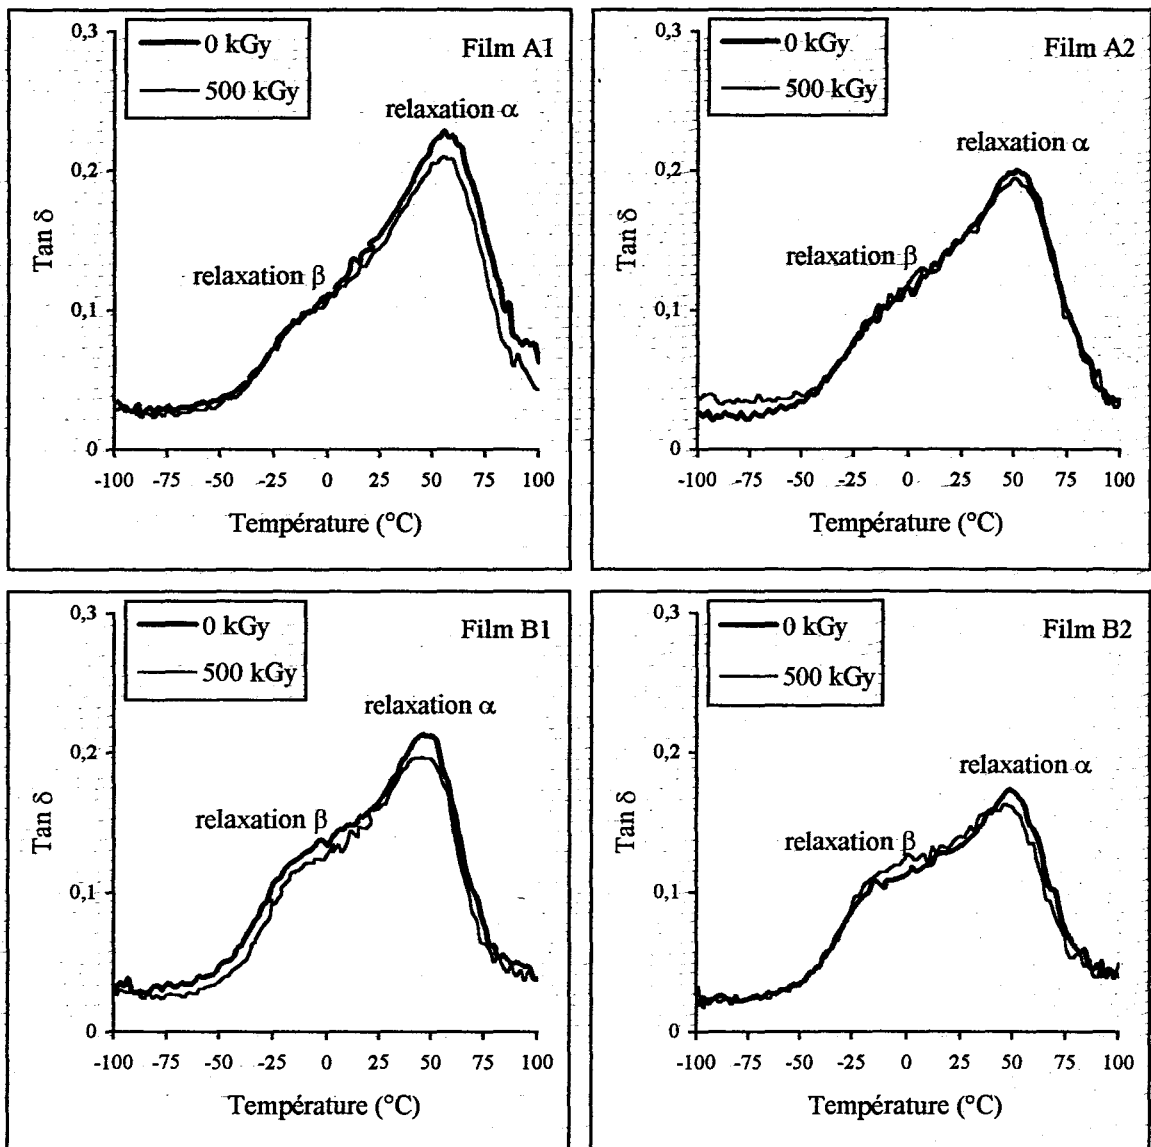 0,3
0 kGy
500 kGy
Film A1
relaxation α
0,2
Tan δ
relaxation β
0,1
0
-100 -75 -50 -25 0 25 50 75 100
Température (°C)
0,3
0 kGy
500 kGy
Film A2
relaxation α
0,2
Tan δ
relaxation β
0,1
0
-100 -75 -50 -25 0 25 50 75 100
Température (°C)
0,3
0 kGy
500 kGy
Film B1
relaxation α
0,2
Tan δ
relaxation β
0,1
0
-100 -75 -50 -25 0 25 50 75 100
Température (°C)
0,3
0 kGy
500 kGy
Film B2
relaxation α
0,2
Tan δ
relaxation β
0,1
0
-100 -75 -50 -25 0 25 50 75 100
Température (°C)